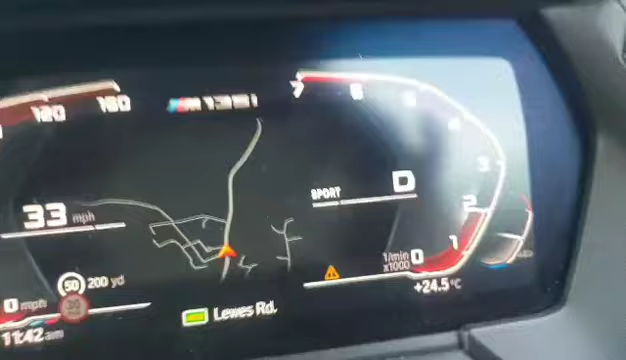 120 160 M135i 7 6 5 4
3
SPORT D
33 mph 2
1
50 200 yd 1/min x1000 0
30
0 mph Lewes Rd. +24.5°C
11:42 am